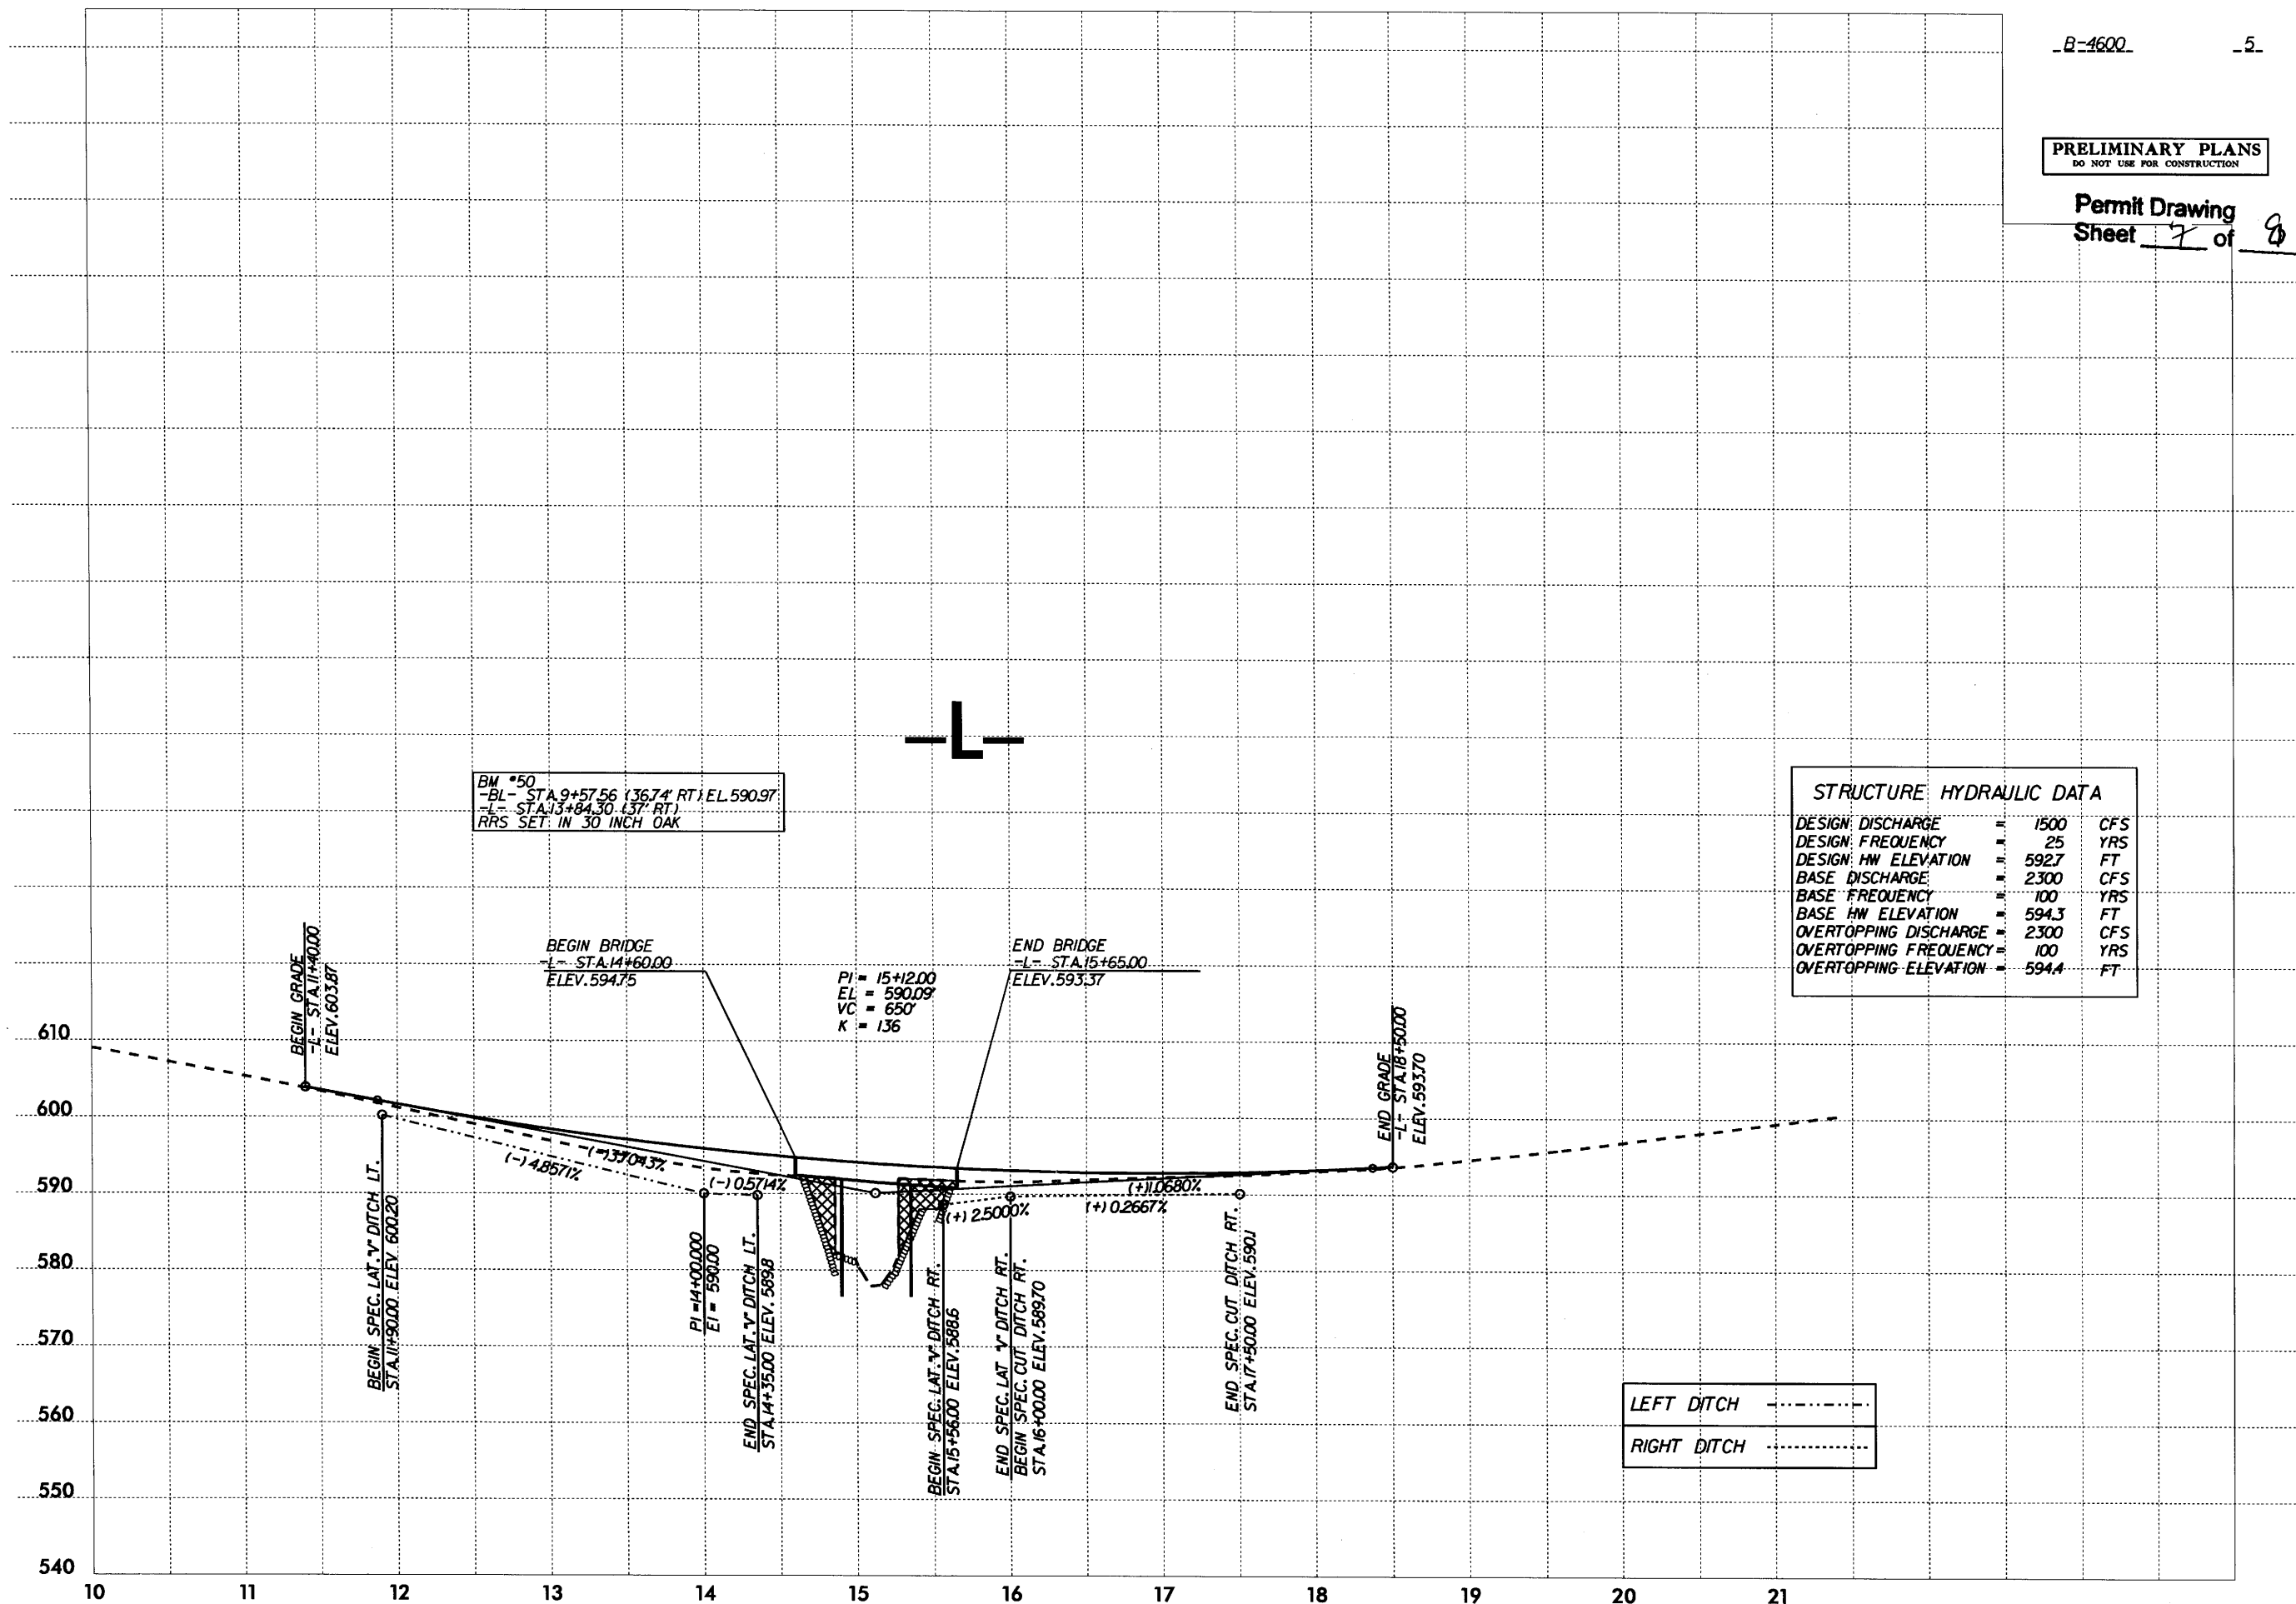 B-4600 5
PRELIMINARY PLANS
DO NOT USE FOR CONSTRUCTION
Permit Drawing
Sheet 7 of 8
-L-
BM #50
-BL- STA.9+57.56 (36.74' RT) EL.590.97
-L- STA.13+84.30 (37' RT)
RRS SET IN 30 INCH OAK
STRUCTURE HYDRAULIC DATA
DESIGN DISCHARGE = 1500 CFS
DESIGN FREQUENCY = 25 YRS
DESIGN HW ELEVATION = 592.7 FT
BASE DISCHARGE = 2300 CFS
BASE FREQUENCY = 100 YRS
BASE HW ELEVATION = 594.3 FT
OVERTOPPING DISCHARGE = 2300 CFS
OVERTOPPING FREQUENCY = 100 YRS
OVERTOPPING ELEVATION = 594.4 FT
BEGIN GRADE
-L- STA.11+40.00
ELEV.603.87
BEGIN BRIDGE
-L- STA.14+60.00
ELEV.594.75
PI = 15+12.00
EL = 590.09'
VC = 650'
K = 136
END BRIDGE
-L- STA.15+65.00
ELEV.593.37
END GRADE
-L- STA.18+50.00
ELEV.593.70
(-) 4.8571%
(-)3.7043%
(-) 0.5714%
(+) 2.5000%
(+)1.0680%
(+) 0.2667%
BEGIN SPEC. LAT. "V" DITCH LT.
STA.11+90.00 ELEV 600.20
PI =14+00.000
El = 590.00
END SPEC. LAT. "V" DITCH LT.
STA.14+35.00 ELEV. 589.8
BEGIN SPEC. LAT. "V" DITCH RT.
STA.15+56.00 ELEV.588.6
END SPEC. LAT "V" DITCH RT.
BEGIN SPEC. CUT DITCH RT.
STA.16+00.00 ELEV.589.70
END SPEC. CUT DITCH RT.
STA.17+50.00 ELEV.590.1
LEFT DITCH
RIGHT DITCH
610
600
590
580
570
560
550
540
10 11 12 13 14 15 16 17 18 19 20 21